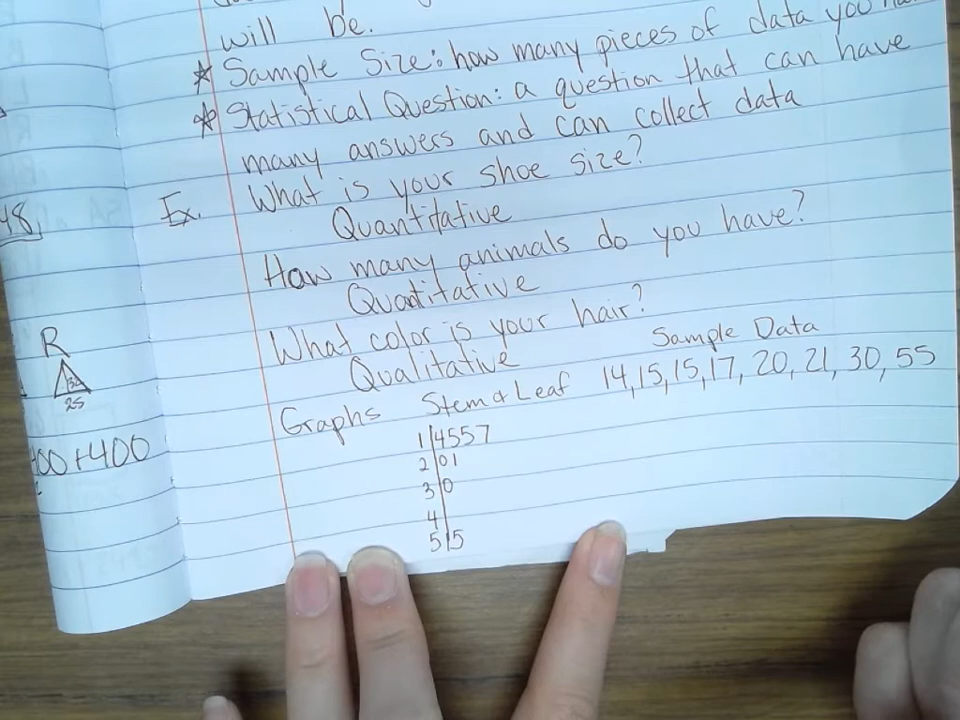 will be.
* Sample Size: how many pieces of data you
* Statistical Question: a question that can have
many answers and can collect data
Ex. What is your shoe size?
Quantitative
How many animals do you have?
Quantitative
What color is your hair?
Qualitative
Sample Data
Graphs Stem & Leaf 14, 15, 15, 17, 20, 21, 30, 55
1|4557
2|01
3|0
4|
5|5
48
R
25
00+400